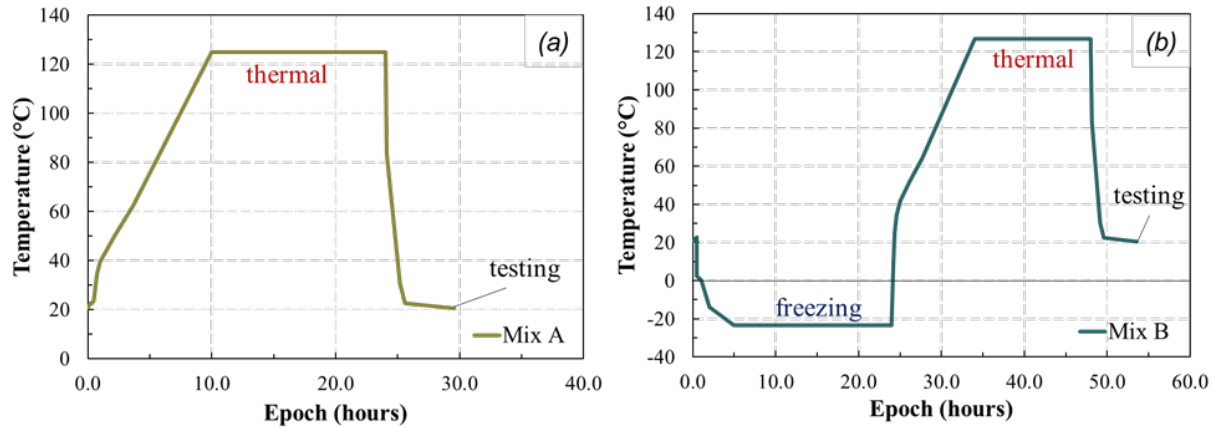 (a)
Temperature (°C)
140
120
100
80
60
40
20
0
thermal
testing
Mix A
0.0 10.0 20.0 30.0 40.0
Epoch (hours)
(b)
Temperature (°C)
140
120
100
80
60
40
20
0
-20
-40
thermal
testing
freezing
Mix B
0.0 10.0 20.0 30.0 40.0 50.0 60.0
Epoch (hours)